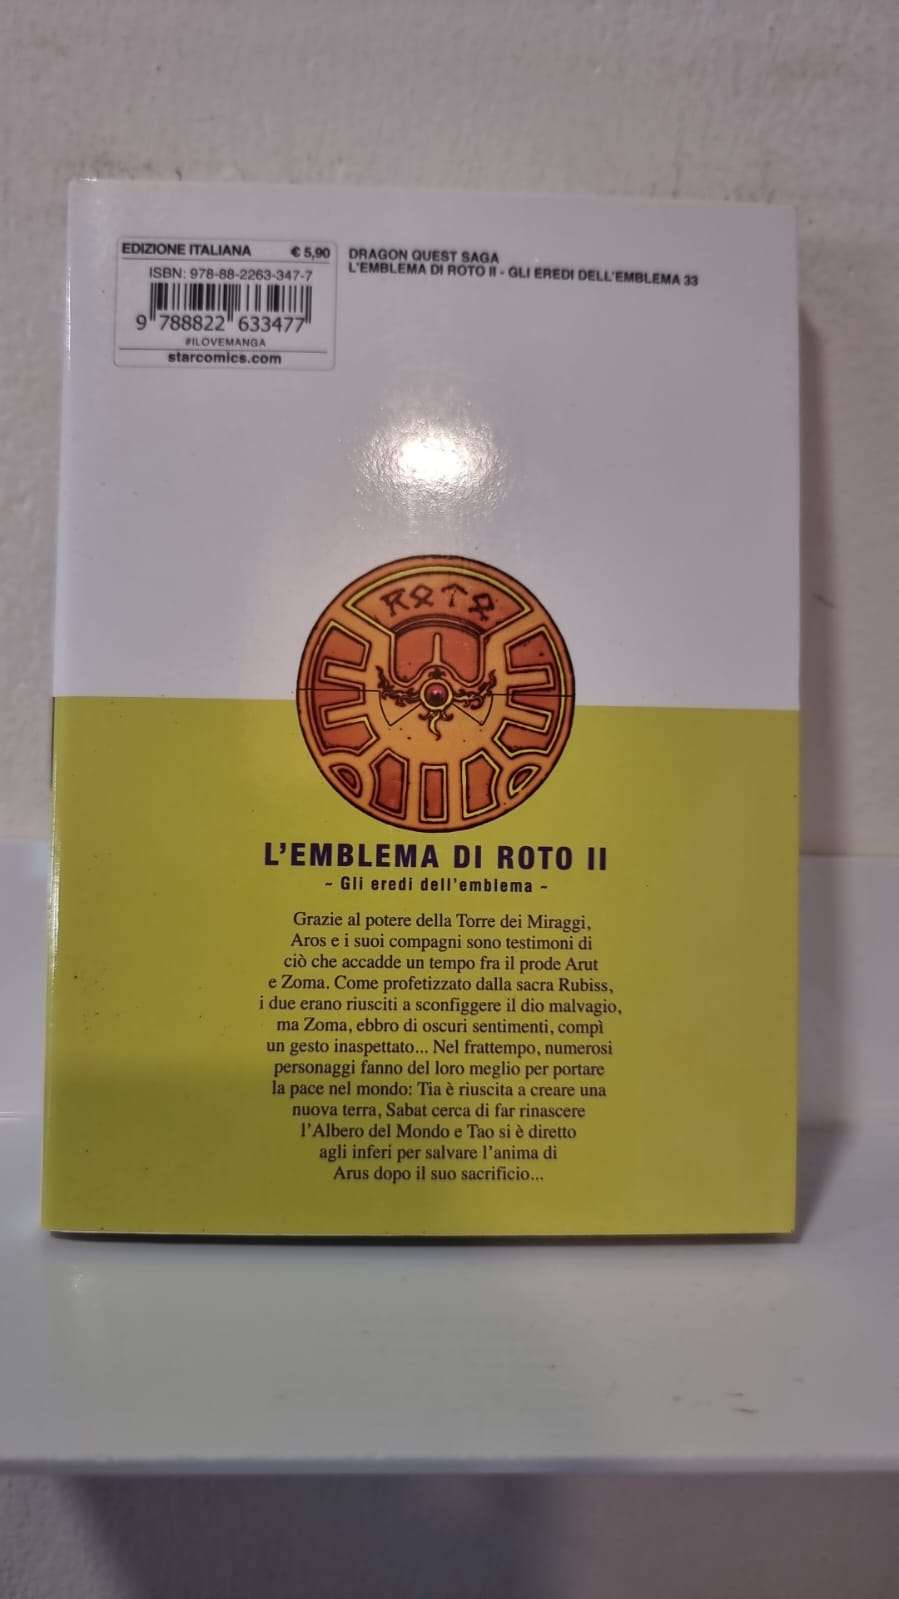 EDIZIONE ITALIANA € 5,90
ISBN: 978-88-2263-347-7
9 788822 633477
#ILOVEMANGA
starcomics.com
DRAGON QUEST SAGA
L'EMBLEMA DI ROTO II - GLI EREDI DELL'EMBLEMA 33
ROTO
L'EMBLEMA DI ROTO II
~ Gli eredi dell'emblema ~
Grazie al potere della Torre dei Miraggi,
Aros e i suoi compagni sono testimoni di
ciò che accadde un tempo fra il prode Arut
e Zoma. Come profetizzato dalla sacra Rubiss,
i due erano riusciti a sconfiggere il dio malvagio,
ma Zoma, ebbro di oscuri sentimenti, compì
un gesto inaspettato... Nel frattempo, numerosi
personaggi fanno del loro meglio per portare
la pace nel mondo: Tia è riuscita a creare una
nuova terra, Sabat cerca di far rinascere
l'Albero del Mondo e Tao si è diretto
agli inferi per salvare l'anima di
Arus dopo il suo sacrificio...